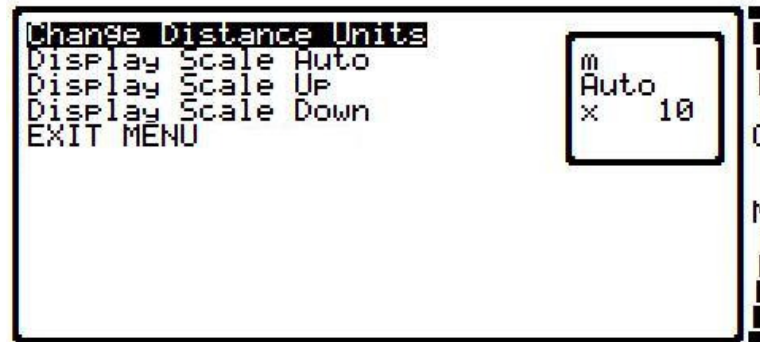 Change Distance Units
Display Scale Auto
Display Scale Up
Display Scale Down
EXIT MENU
m
Auto
x 10